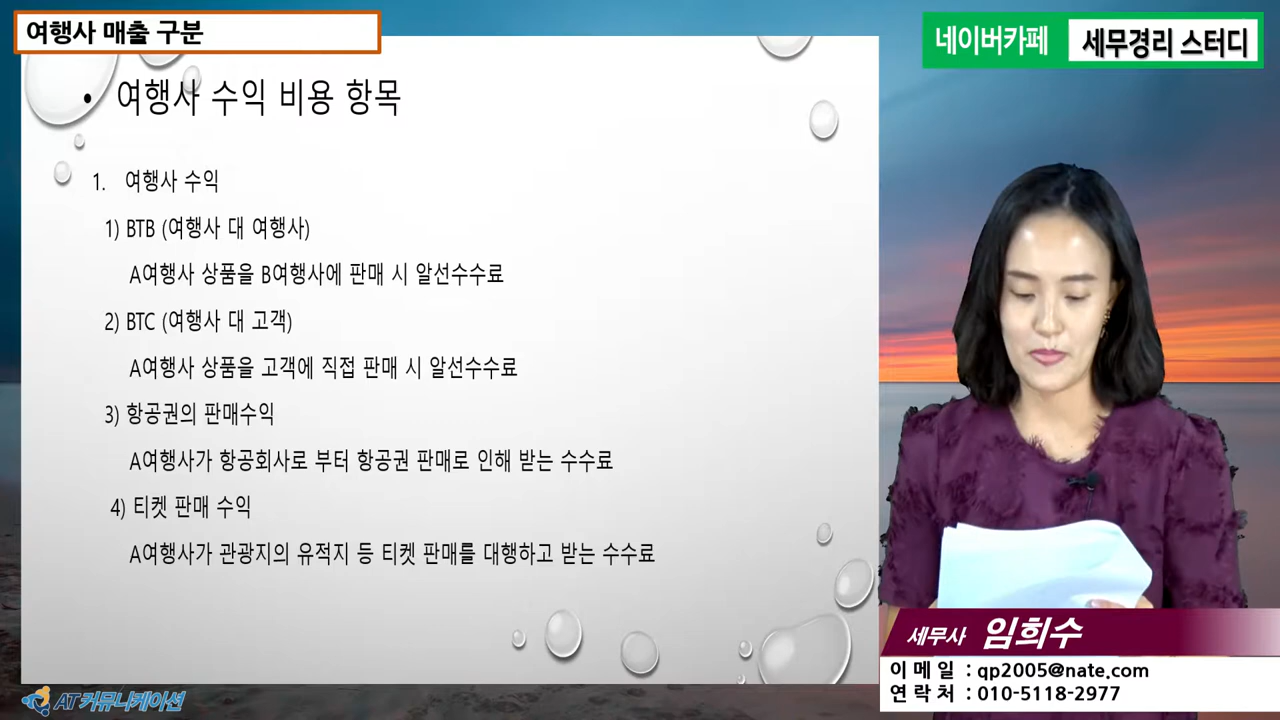 여행사 매출 구분
네이버카페 세무경리 스터디
• 여행사 수익 비용 항목
1. 여행사 수익
1) BTB (여행사 대 여행사)
A여행사 상품을 B여행사에 판매 시 알선수수료
2) BTC (여행사 대 고객)
A여행사 상품을 고객에 직접 판매 시 알선수수료
3) 항공권의 판매수익
A여행사가 항공회사로 부터 항공권 판매로 인해 받는 수수료
4) 티켓 판매 수익
A여행사가 관광지의 유적지 등 티켓 판매를 대행하고 받는 수수료
세무사 임희수
이 메 일 : qp2005@nate.com
연 락 처 : 010-5118-2977
AT커뮤니케이션